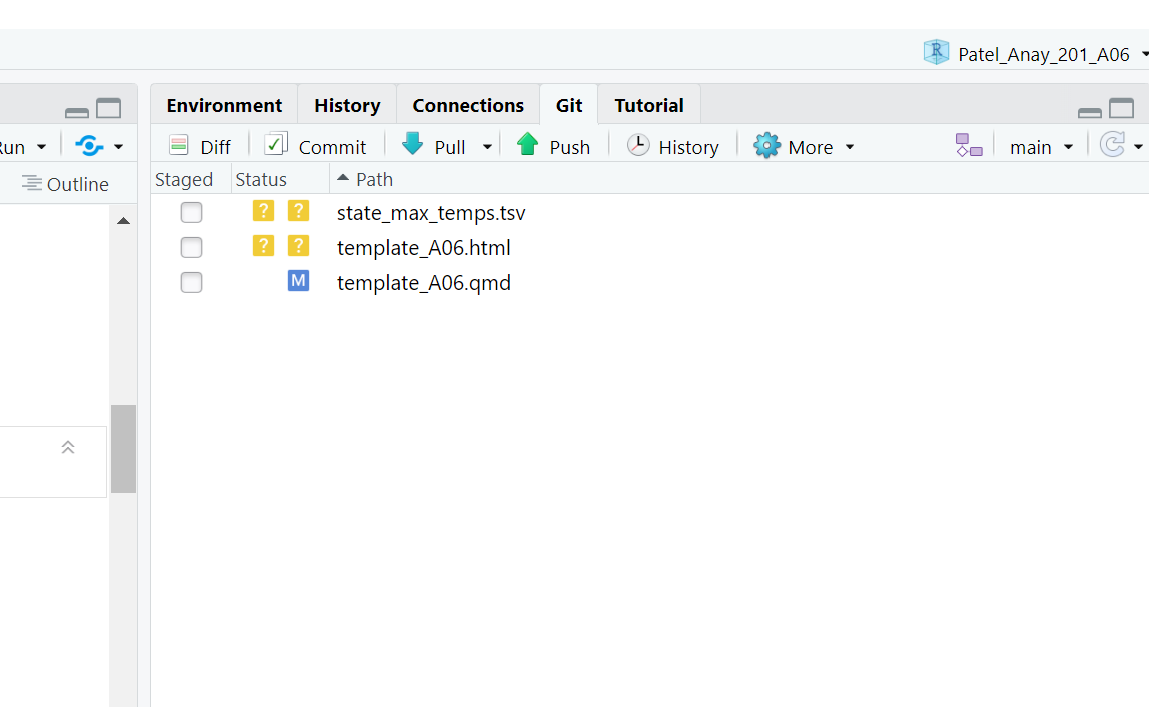 Patel_Anay_201_A06
Environment History Connections Git Tutorial
Run Diff Commit Pull Push History More main
Outline Staged Status Path
? ? state_max_temps.tsv
? ? template_A06.html
M template_A06.qmd